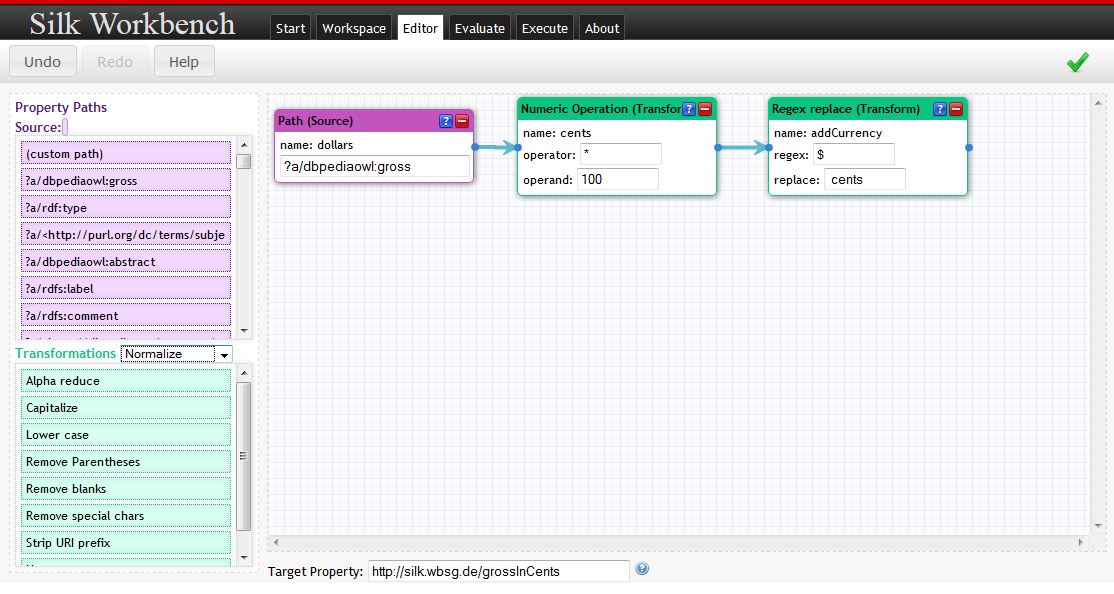 Silk Workbench
Start Workspace Editor Evaluate Execute About
Undo Redo Help
Property Paths
Source:
(custom path)
?a/dbpediaowl:gross
?a/rdf:type
?a/<http://purl.org/dc/terms/subje
?a/dbpediaowl:abstract
?a/rdfs:label
?a/rdfs:comment
Transformations Normalize
Alpha reduce
Capitalize
Lower case
Remove Parentheses
Remove blanks
Remove special chars
Strip URI prefix
Path (Source) ?
name: dollars
?a/dbpediaowl:gross
Numeric Operation (Transfor ?
name: cents
operator: *
operand: 100
Regex replace (Transform) ?
name: addCurrency
regex: $
replace: cents
Target Property: http://silk.wbsg.de/grossInCents ?